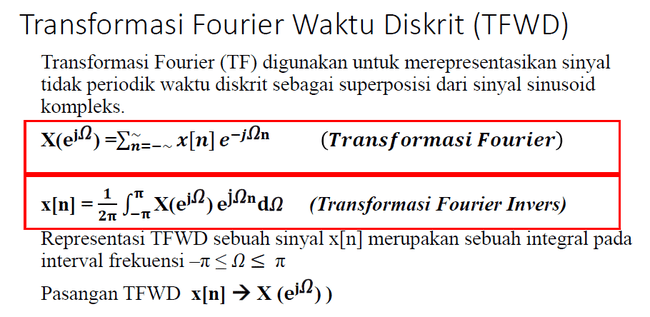 Transformasi Fourier Waktu Diskrit (TFWD)
Transformasi Fourier (TF) digunakan untuk merepresentasikan sinyal
tidak periodik waktu diskrit sebagai superposisi dari sinyal sinusoid
kompleks.
X(e^{jΩ}) =∑_{n=-~}^{~} x[n] e^{-jΩn} (Transformasi Fourier)
x[n] = \frac{1}{2π} ∫_{-π}^{π} X(e^{jΩ}) e^{jΩn}dΩ (Transformasi Fourier Invers)
Representasi TFWD sebuah sinyal x[n] merupakan sebuah integral pada
interval frekuensi –π ≤ Ω ≤ π
Pasangan TFWD x[n] → X (e^{jΩ}) )